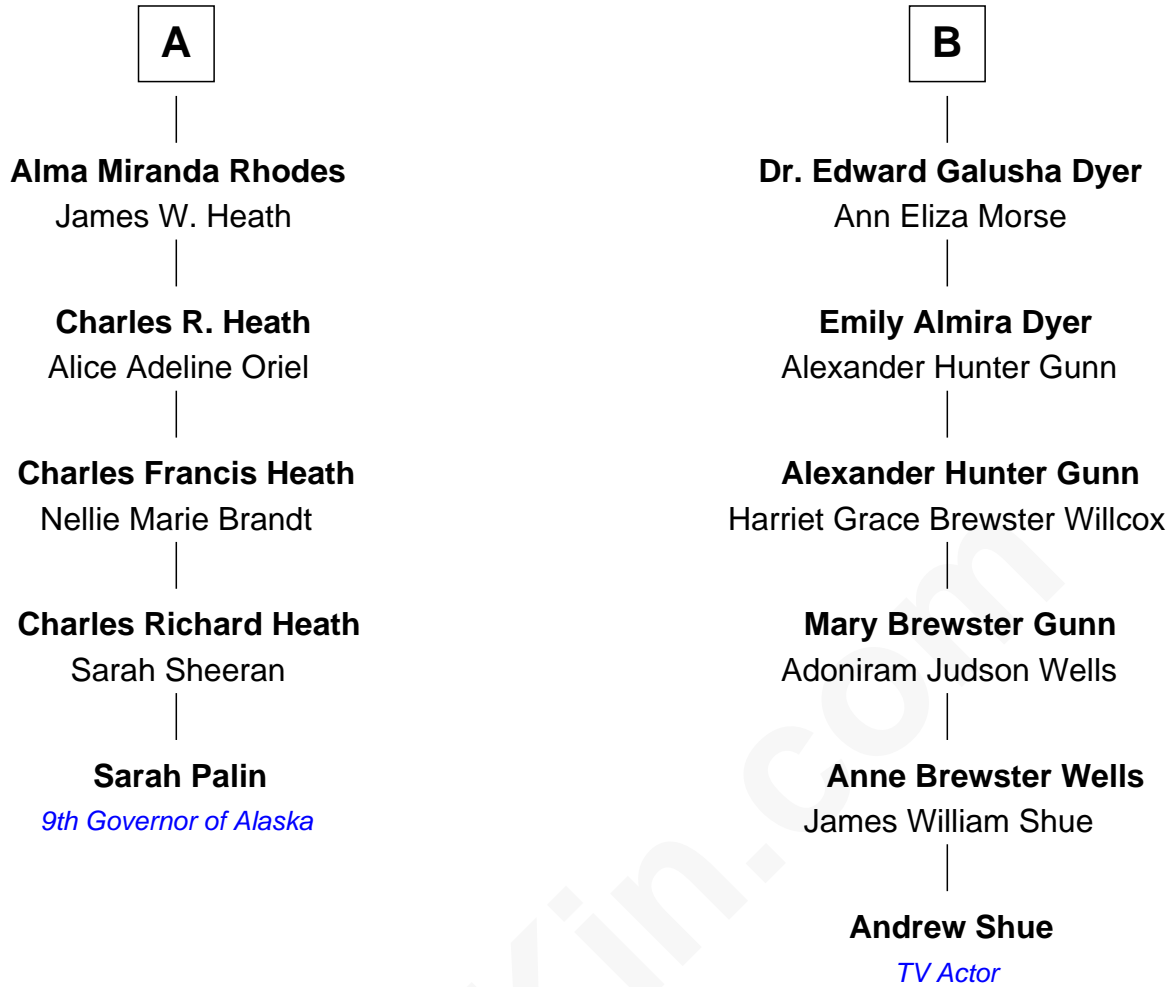 A
Alma Miranda Rhodes
James W. Heath
Charles R. Heath
Alice Adeline Oriel
Charles Francis Heath
Nellie Marie Brandt
Charles Richard Heath
Sarah Sheeran
Sarah Palin
9th Governor of Alaska
B
Dr. Edward Galusha Dyer
Ann Eliza Morse
Emily Almira Dyer
Alexander Hunter Gunn
Alexander Hunter Gunn
Harriet Grace Brewster Willcox
Mary Brewster Gunn
Adoniram Judson Wells
Anne Brewster Wells
James William Shue
Andrew Shue
TV Actor